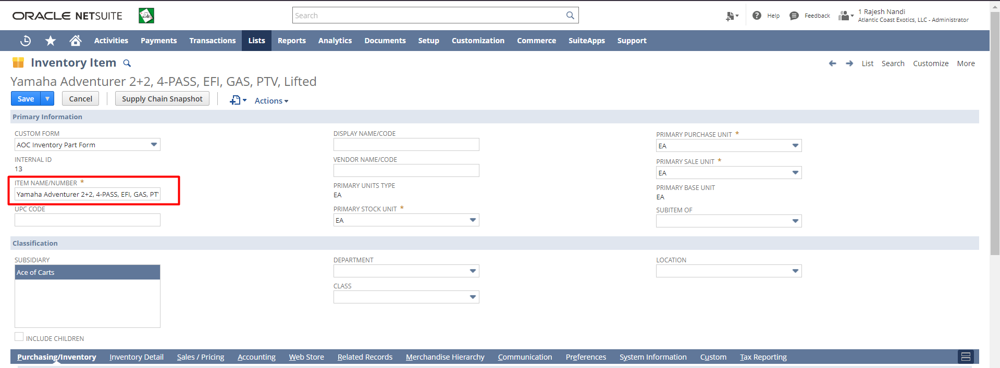 ORACLE NETSUITE
Search
Help
Feedback
1 Rajesh Nandi
Atlantic Coast Exotics, LLC - Administrator
Activities Payments Transactions Lists Reports Analytics Documents Setup Customization Commerce SuiteApps Support
Inventory Item
List Search Customize More
Yamaha Adventurer 2+2, 4-PASS, EFI, GAS, PTV, Lifted
Save Cancel Supply Chain Snapshot Actions
Primary Information
CUSTOM FORM
AOC Inventory Part Form
INTERNAL ID
13
ITEM NAME/NUMBER *
Yamaha Adventurer 2+2, 4-PASS, EFI, GAS, PT
UPC CODE
DISPLAY NAME/CODE
VENDOR NAME/CODE
PRIMARY UNITS TYPE
EA
PRIMARY STOCK UNIT *
EA
PRIMARY PURCHASE UNIT *
EA
PRIMARY SALE UNIT *
EA
PRIMARY BASE UNIT
EA
SUBITEM OF
Classification
SUBSIDIARY
Ace of Carts
INCLUDE CHILDREN
DEPARTMENT
CLASS
LOCATION
Purchasing/Inventory Inventory Detail Sales / Pricing Accounting Web Store Related Records Merchandise Hierarchy Communication Preferences System Information Custom Tax Reporting